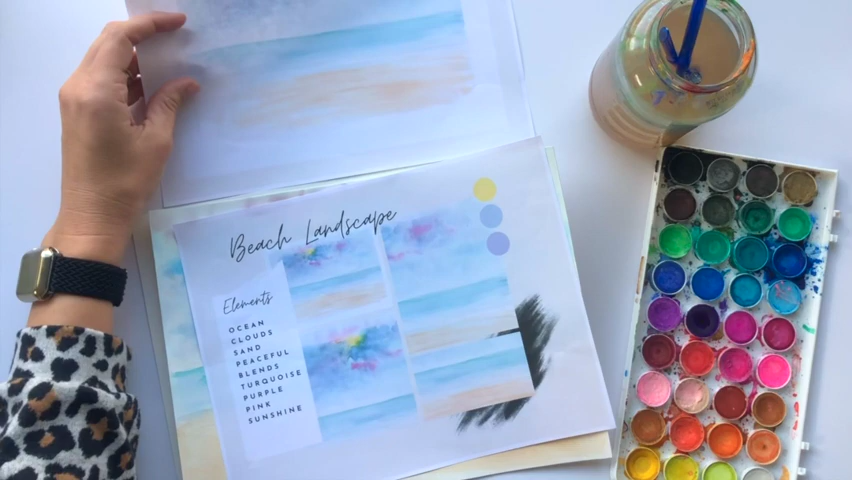 Beach Landscape
Elements
OCEAN
CLOUDS
SAND
PEACEFUL
BLENDS
TURQUOISE
PURPLE
PINK
SUNSHINE